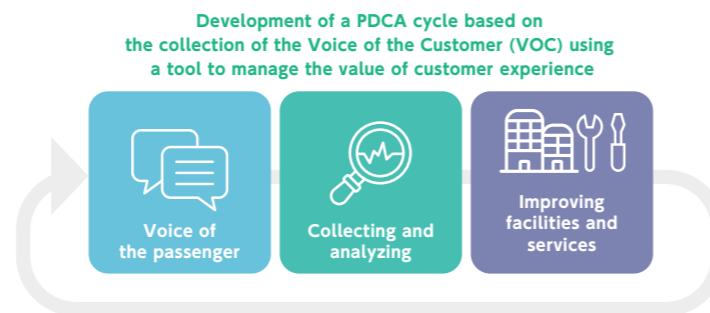 Development of a PDCA cycle based on
the collection of the Voice of the Customer (VOC) using
a tool to manage the value of customer experience
Voice of
the passenger
Collecting and
analyzing
Improving
facilities and
services